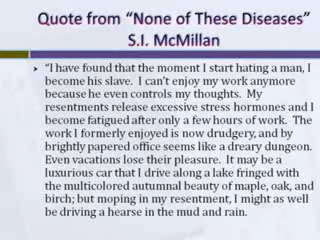 Quote from “None of These Diseases”
S.I. McMillan
“I have found that the moment I start hating a man, I
become his slave.  I can’t enjoy my work anymore
because he even controls my thoughts.  My
resentments release excessive stress hormones and I
become fatigued after only a few hours of work.  The
work I formerly enjoyed is now drudgery, and by
brightly papered office seems like a dreary dungeon.
Even vacations lose their pleasure.  It may be a
luxurious car that I drive along a lake fringed with
the multicolored autumnal beauty of maple, oak, and
birch; but moping in my resentment, I might as well
be driving a hearse in the mud and rain.